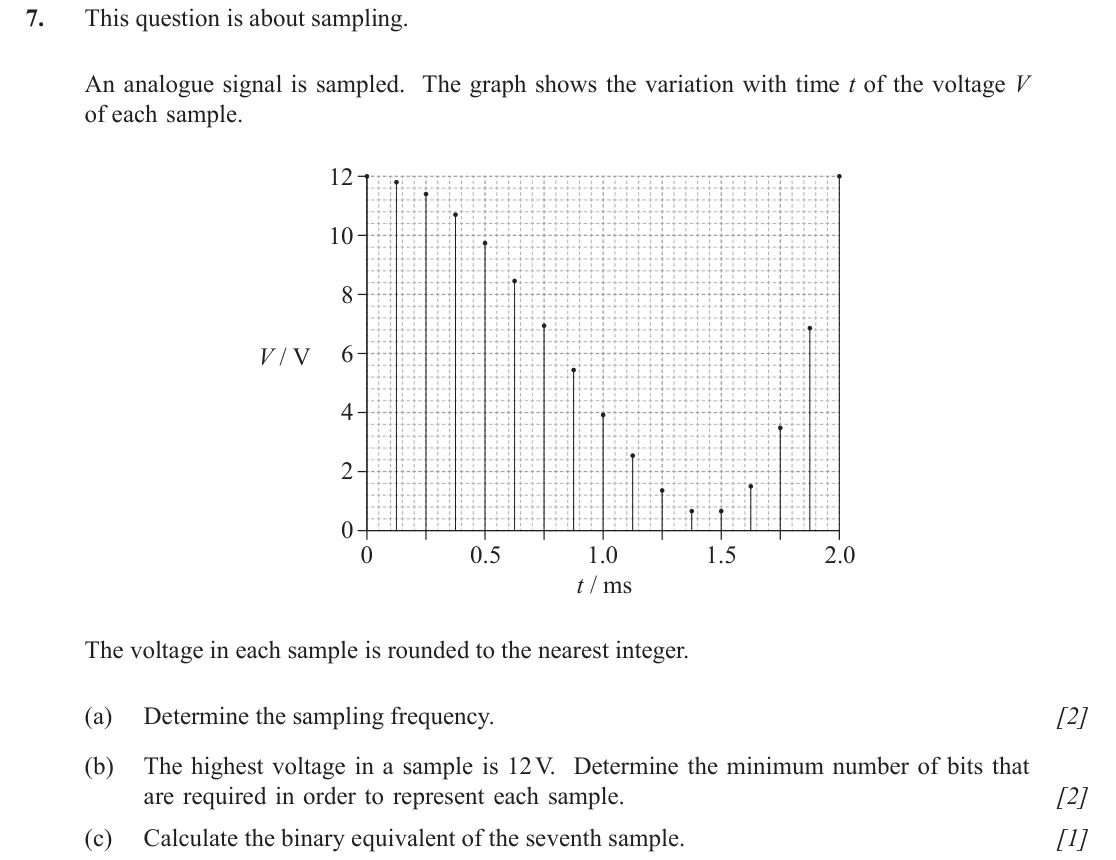 7. This question is about sampling.
An analogue signal is sampled. The graph shows the variation with time t of the voltage V
of each sample.
12
10
8
V / V 6
4
2
0
0 0.5 1.0 1.5 2.0
t / ms
The voltage in each sample is rounded to the nearest integer.
(a) Determine the sampling frequency. [2]
(b) The highest voltage in a sample is 12 V. Determine the minimum number of bits that
are required in order to represent each sample. [2]
(c) Calculate the binary equivalent of the seventh sample. [1]